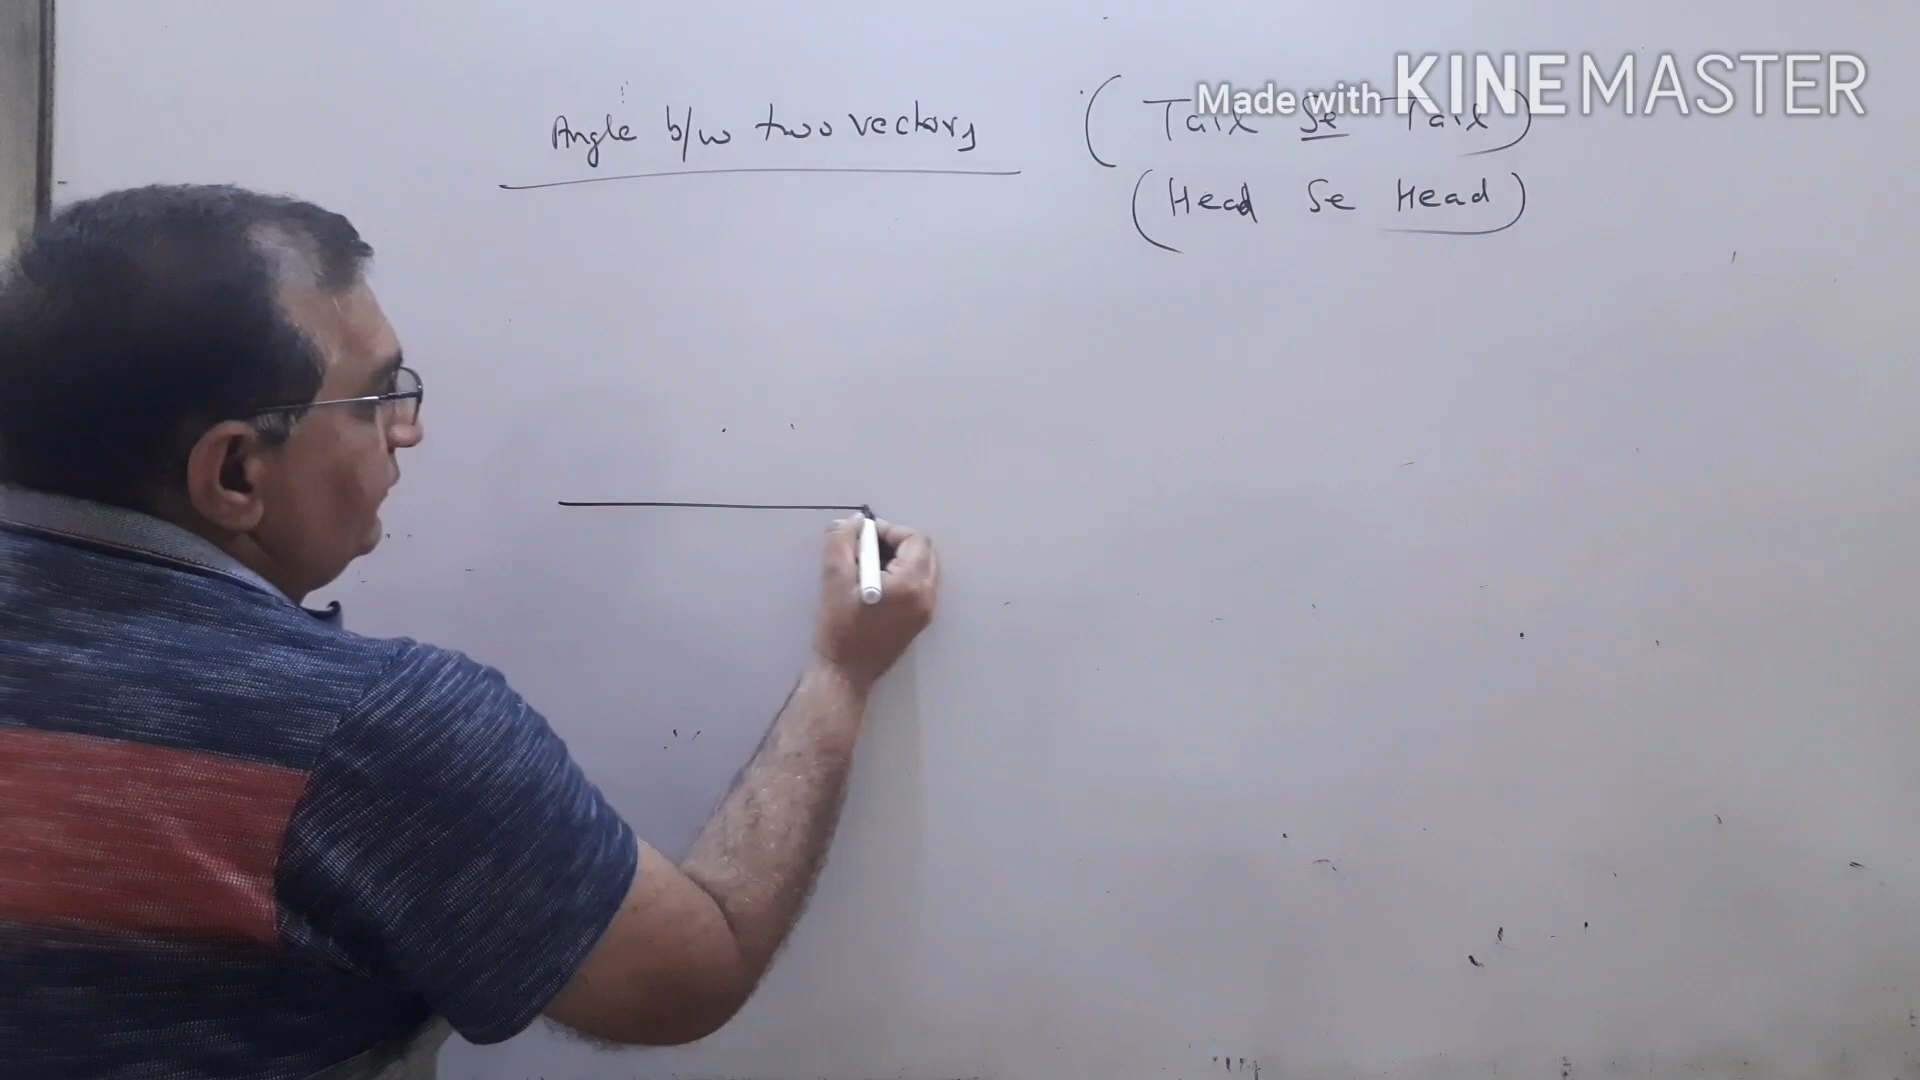 Made with KINEMASTER
Angle b/w two vectors (Tail Se Tail)
(Head Se Head)